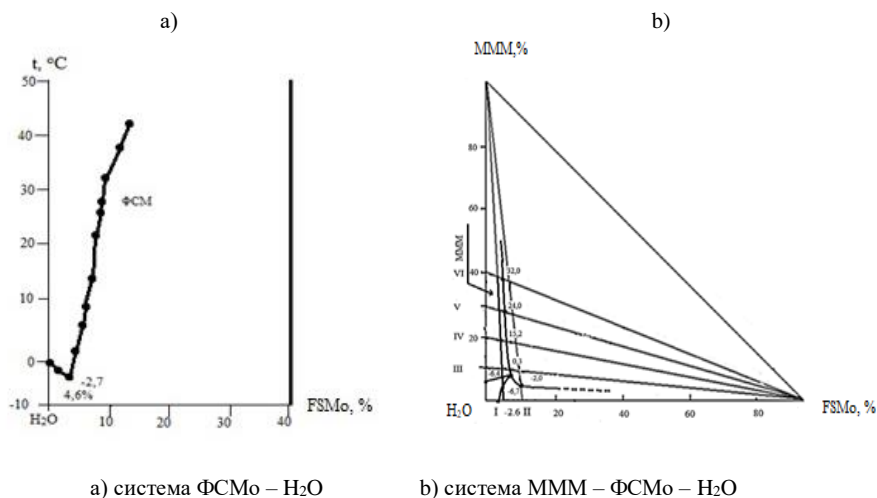 a)
b)
t, °C
50
40
30
20
10
0
-10
ФСМ
-2,7
4,6%
H₂O
10
20
30
40
FSMo, %
MMM,%
80
60
40
20
MMM
VI
V
IV
III
32,0
24,0
15,2
0,3
-2,0
-6,7
H₂O
I
-2.6
II
20
40
60
80
FSMo, %
а) система ФСМо – H₂O
b) система МММ – ФСМо – H₂O